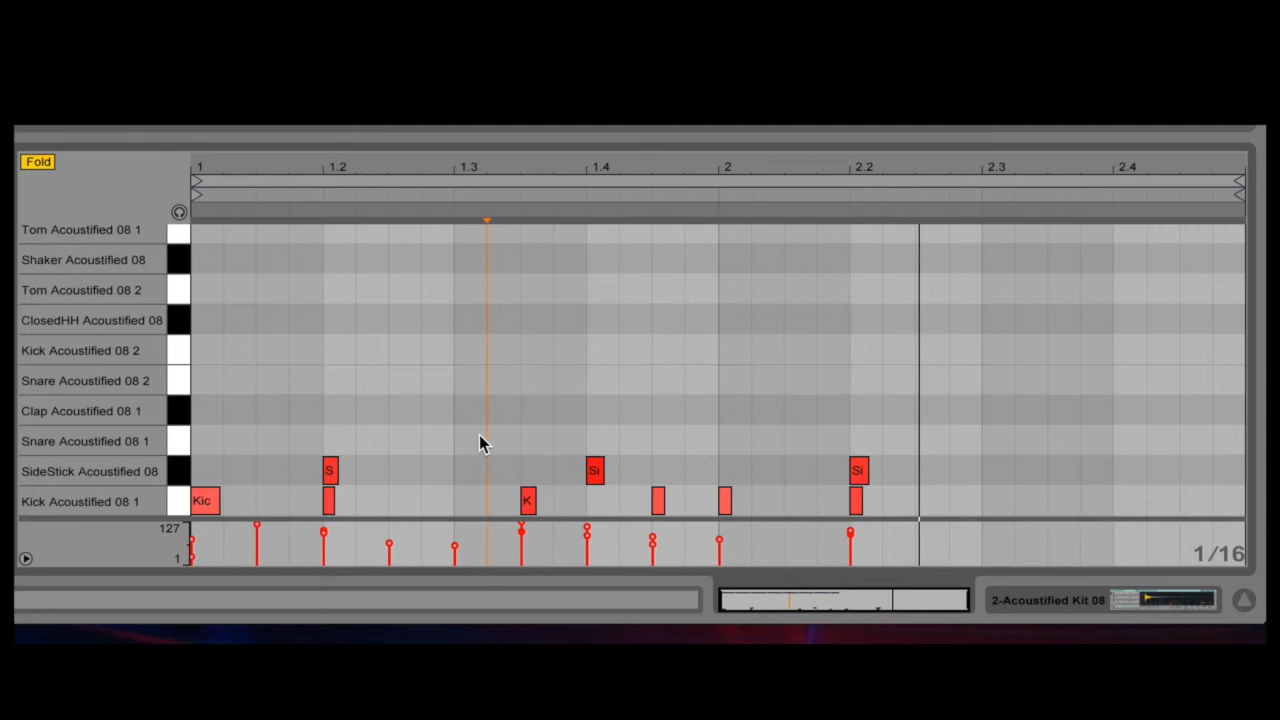 Fold
1 1.2 1.3 1.4 2 2.2 2.3 2.4
Tom Acoustified 08 1
Shaker Acoustified 08
Tom Acoustified 08 2
ClosedHH Acoustified 08
Kick Acoustified 08 2
Snare Acoustified 08 2
Clap Acoustified 08 1
Snare Acoustified 08 1
SideStick Acoustified 08 S Si Si
Kick Acoustified 08 1 Kic K
127
1 1/16
2-Acoustified Kit 08